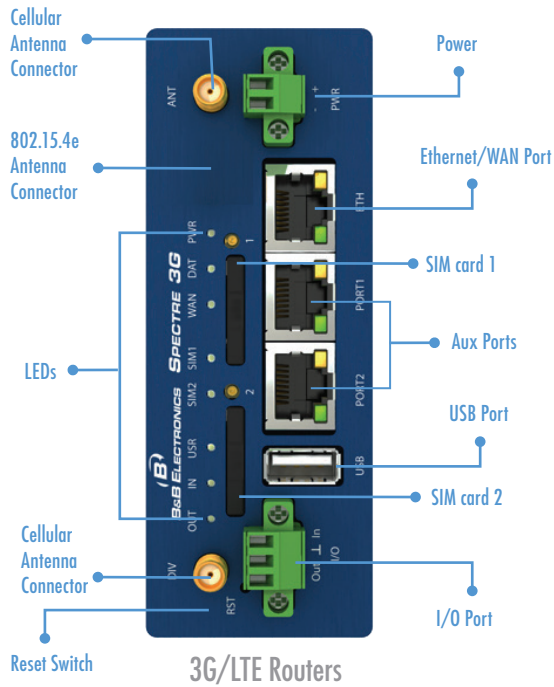 Cellular
Antenna
Connector
Power
802.15.4e
Antenna
Connector
Ethernet/WAN Port
LEDs
SIM card 1
Aux Ports
USB Port
SIM card 2
Cellular
Antenna
Connector
I/O Port
Reset Switch
ANT
- +
PWR
ETH
PWR
1
DAT
WAN
SIM1
SIM2
2
USR
IN
OUT
SPECTRE 3G
B&B ELECTRONICS
B
PORT1
PORT2
USB
DIV
RST
Out ⊥ In
I/O
3G/LTE Routers